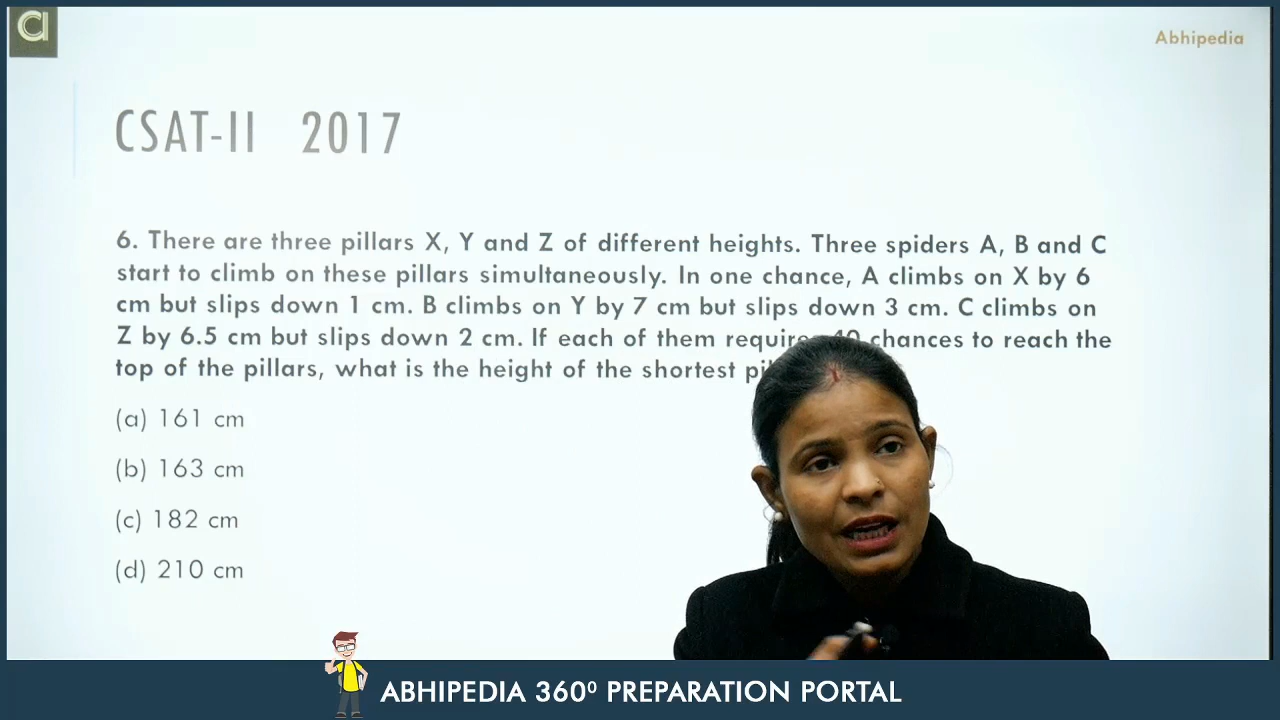 Abhipedia
CSAT-II 2017
6. There are three pillars X, Y and Z of different heights. Three spiders A, B and C
start to climb on these pillars simultaneously. In one chance, A climbs on X by 6
cm but slips down 1 cm. B climbs on Y by 7 cm but slips down 3 cm. C climbs on
Z by 6.5 cm but slips down 2 cm. If each of them requires 40 chances to reach the
top of the pillars, what is the height of the shortest
(a) 161 cm
(b) 163 cm
(c) 182 cm
(d) 210 cm
ABHIPEDIA 360⁰ PREPARATION PORTAL